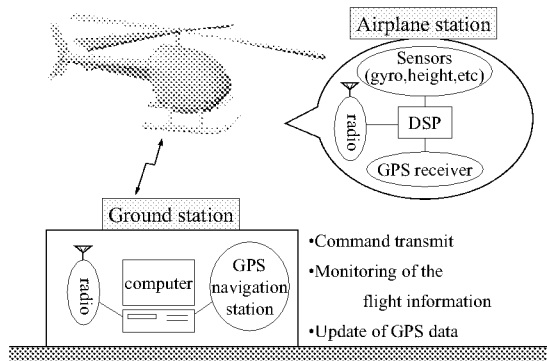 Airplane station
Sensors
(gyro,height,etc)
radio
DSP
GPS receiver
Ground station
radio
computer
GPS
navigation
station
•Command transmit
•Monitoring of the
flight information
•Update of GPS data